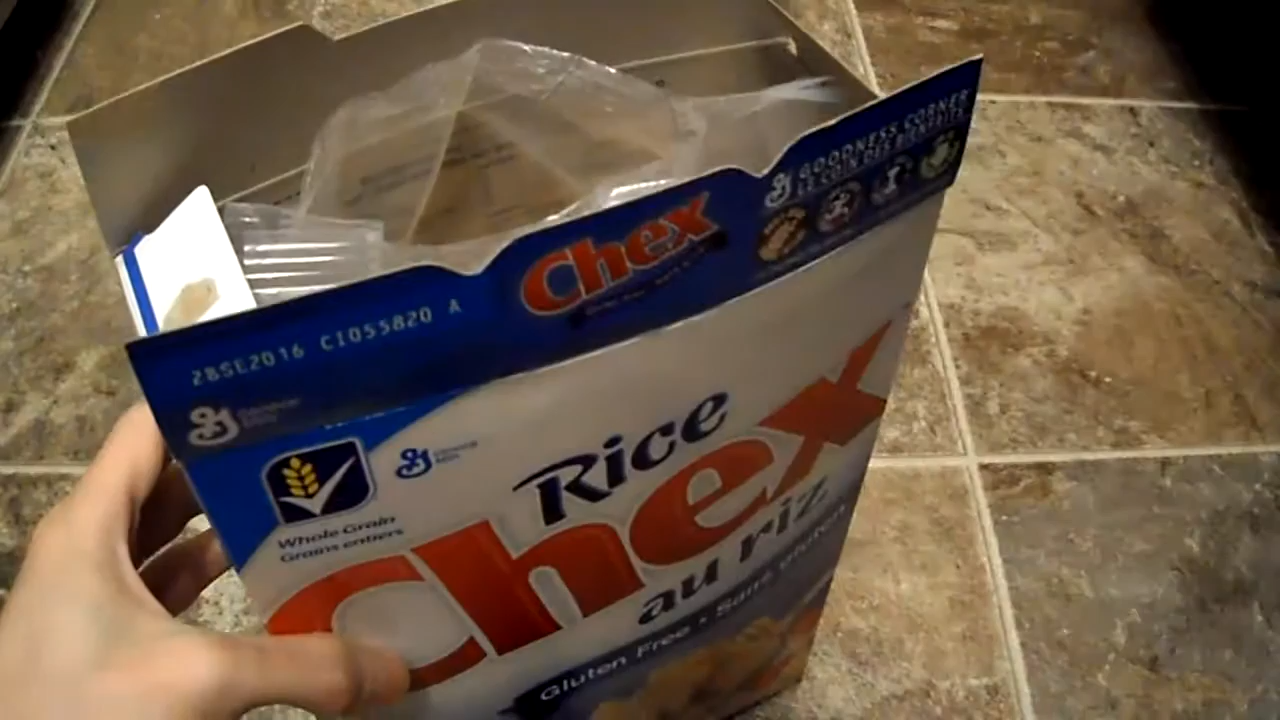 GOODNESS CORNER
LE COIN DES BIENFAITS
Chex
28SE2016 CI055820 A
Rice
Chex
au riz
Whole Grain
Grains entiers
Gluten Free • Sans gluten